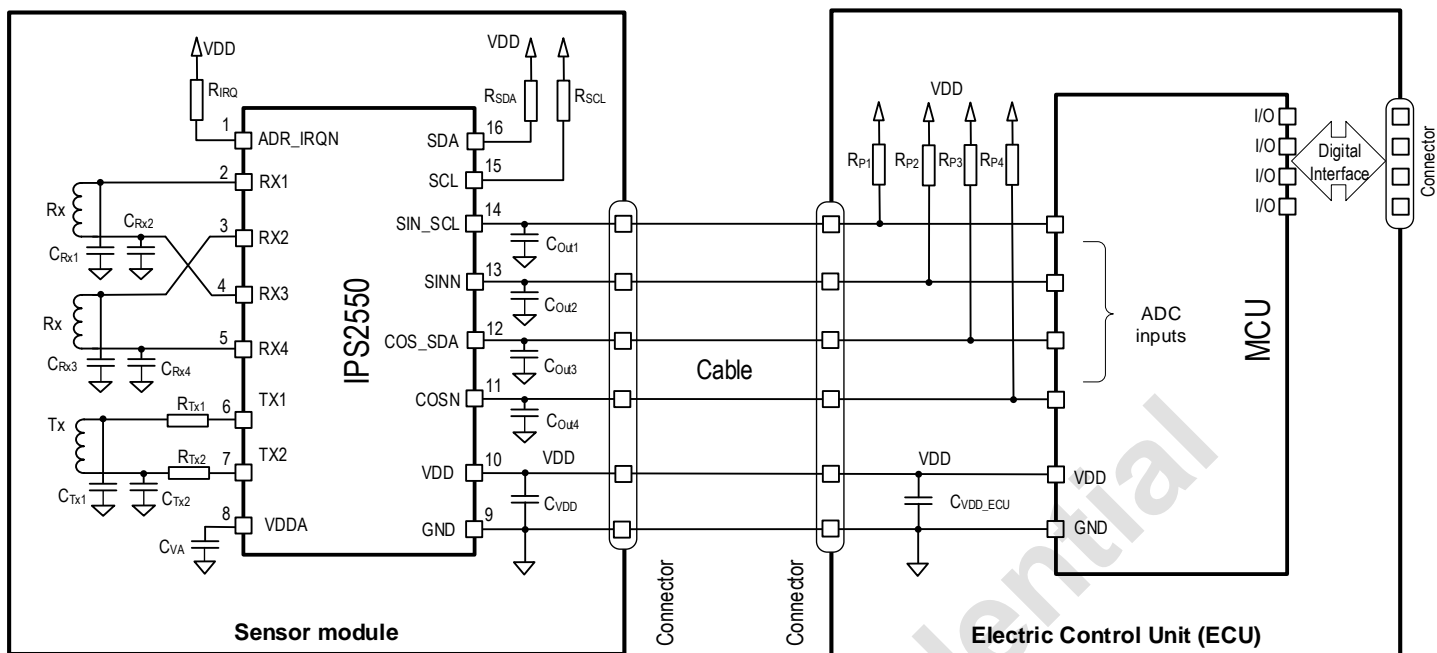 VDD
RIRQ
1
ADR_IRQN
2
RX1
Rx
CRx2
CRx1
3
RX2
4
RX3
Rx
5
RX4
CRx3
CRx4
TX1
RTx1
6
Tx
TX2
RTx2
7
CTx1
CTx2
8
VDDA
CVA
IPS2550
VDD
RSDA
RSCL
16
SDA
15
SCL
14
SIN_SCL
COut1
13
SINN
COut2
12
COS_SDA
COut3
11
COSN
COut4
10
VDD
VDD
CVDD
9
GND
Connector
Sensor module
Cable
Connector
VDD
RP1
RP2
RP3
RP4
ADC
inputs
MCU
VDD
CVDD_ECU
VDD
GND
I/O
I/O
I/O
I/O
Digital
Interface
Connector
Electric Control Unit (ECU)